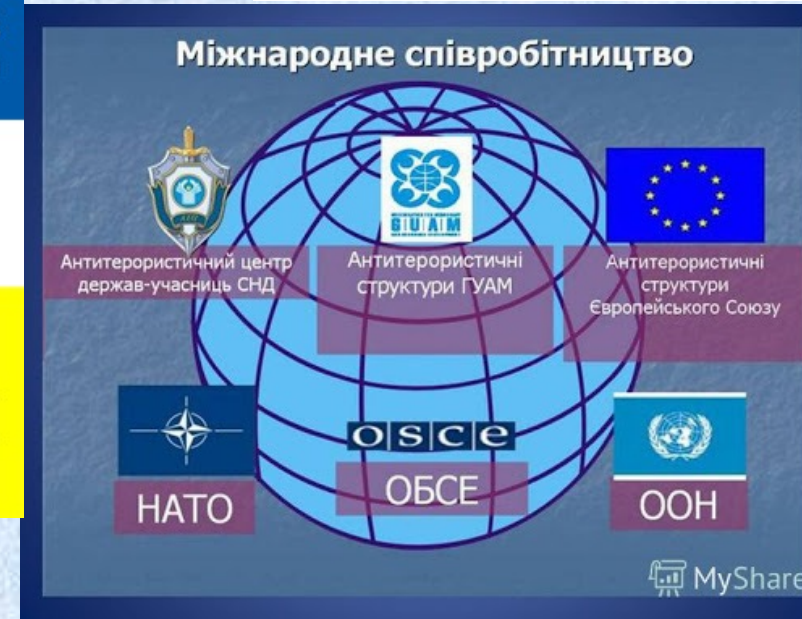 Міжнародне співробітництво
G|U|A|M
Антитерористичний центр
держав-учасниць СНД
Антитерористичні
структури ГУАМ
Антитерористичні
структури
Європейського Союзу
osce
НАТО
ОБСЕ
ООН
MyShare